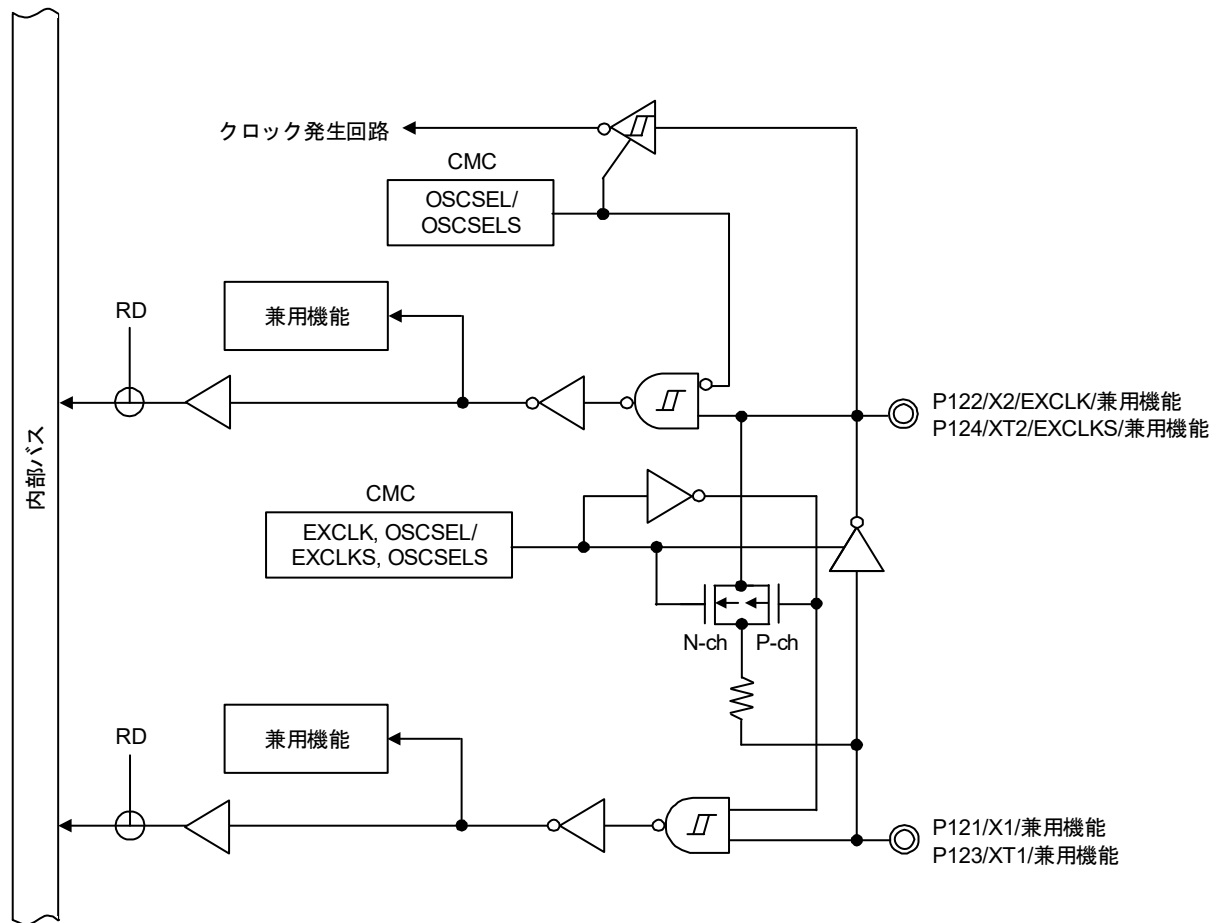 クロック発生回路
CMC
OSCSEL/
OSCSELS
RD
兼用機能
P122/X2/EXCLK/兼用機能
P124/XT2/EXCLKS/兼用機能
内部バス
CMC
EXCLK, OSCSEL/
EXCLKS, OSCSELS
N-ch
P-ch
RD
兼用機能
P121/X1/兼用機能
P123/XT1/兼用機能